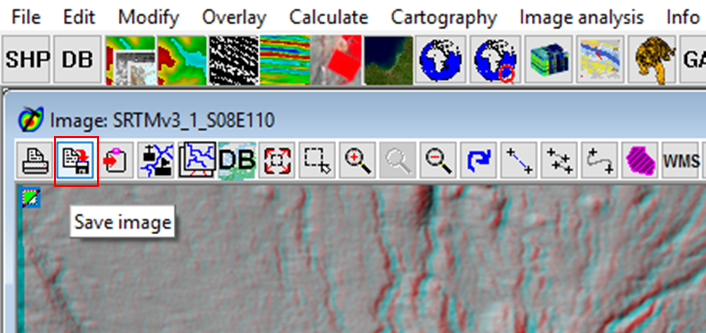 File Edit Modify Overlay Calculate Cartography Image analysis Info
SHP DB GA
Image: SRTMv3_1_S08E110
DB WMS
Save image